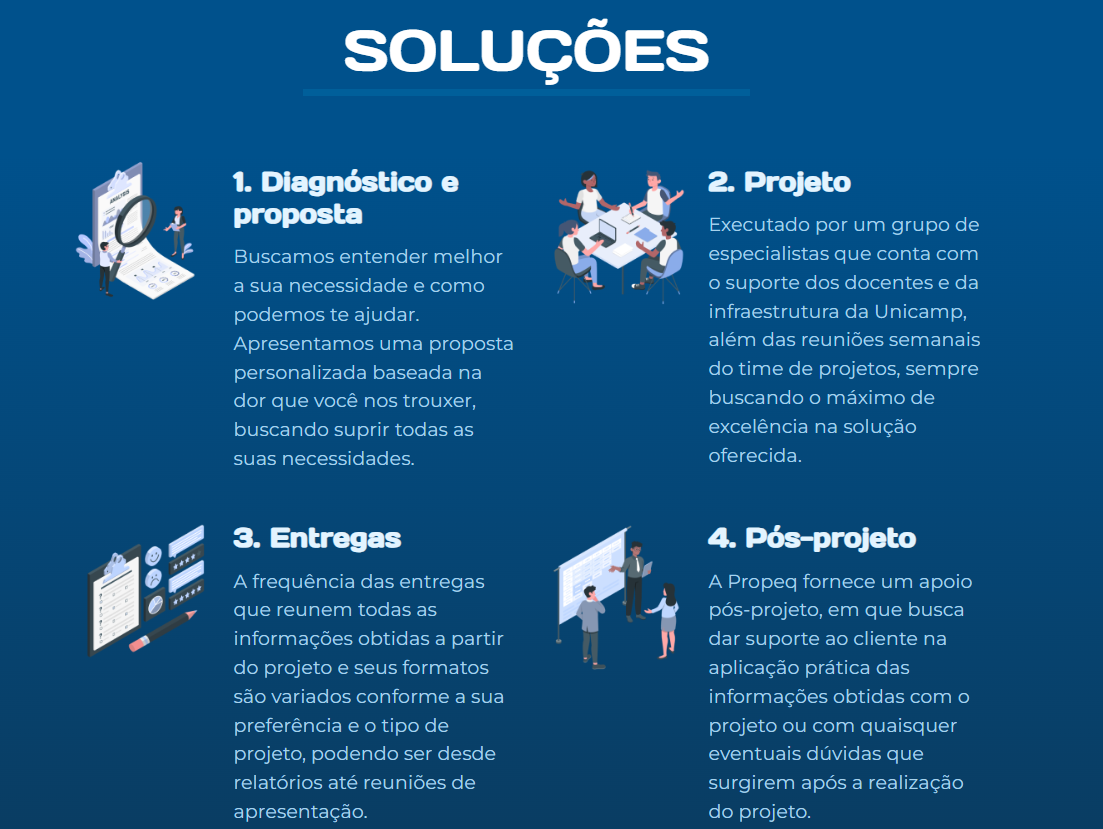 SOLUÇÕES
ANALYSIS
1. Diagnóstico e
proposta
Buscamos entender melhor
a sua necessidade e como
podemos te ajudar.
Apresentamos uma proposta
personalizada baseada na
dor que você nos trouxer,
buscando suprir todas as
suas necessidades.
2. Projeto
Executado por um grupo de
especialistas que conta com
o suporte dos docentes e da
infraestrutura da Unicamp,
além das reuniões semanais
do time de projetos, sempre
buscando o máximo de
excelência na solução
oferecida.
3. Entregas
A frequência das entregas
que reunem todas as
informações obtidas a partir
do projeto e seus formatos
são variados conforme a sua
preferência e o tipo de
projeto, podendo ser desde
relatórios até reuniões de
apresentação.
4. Pós-projeto
A Propeq fornece um apoio
pós-projeto, em que busca
dar suporte ao cliente na
aplicação prática das
informações obtidas com o
projeto ou com quaisquer
eventuais dúvidas que
surgirem após a realização
do projeto.